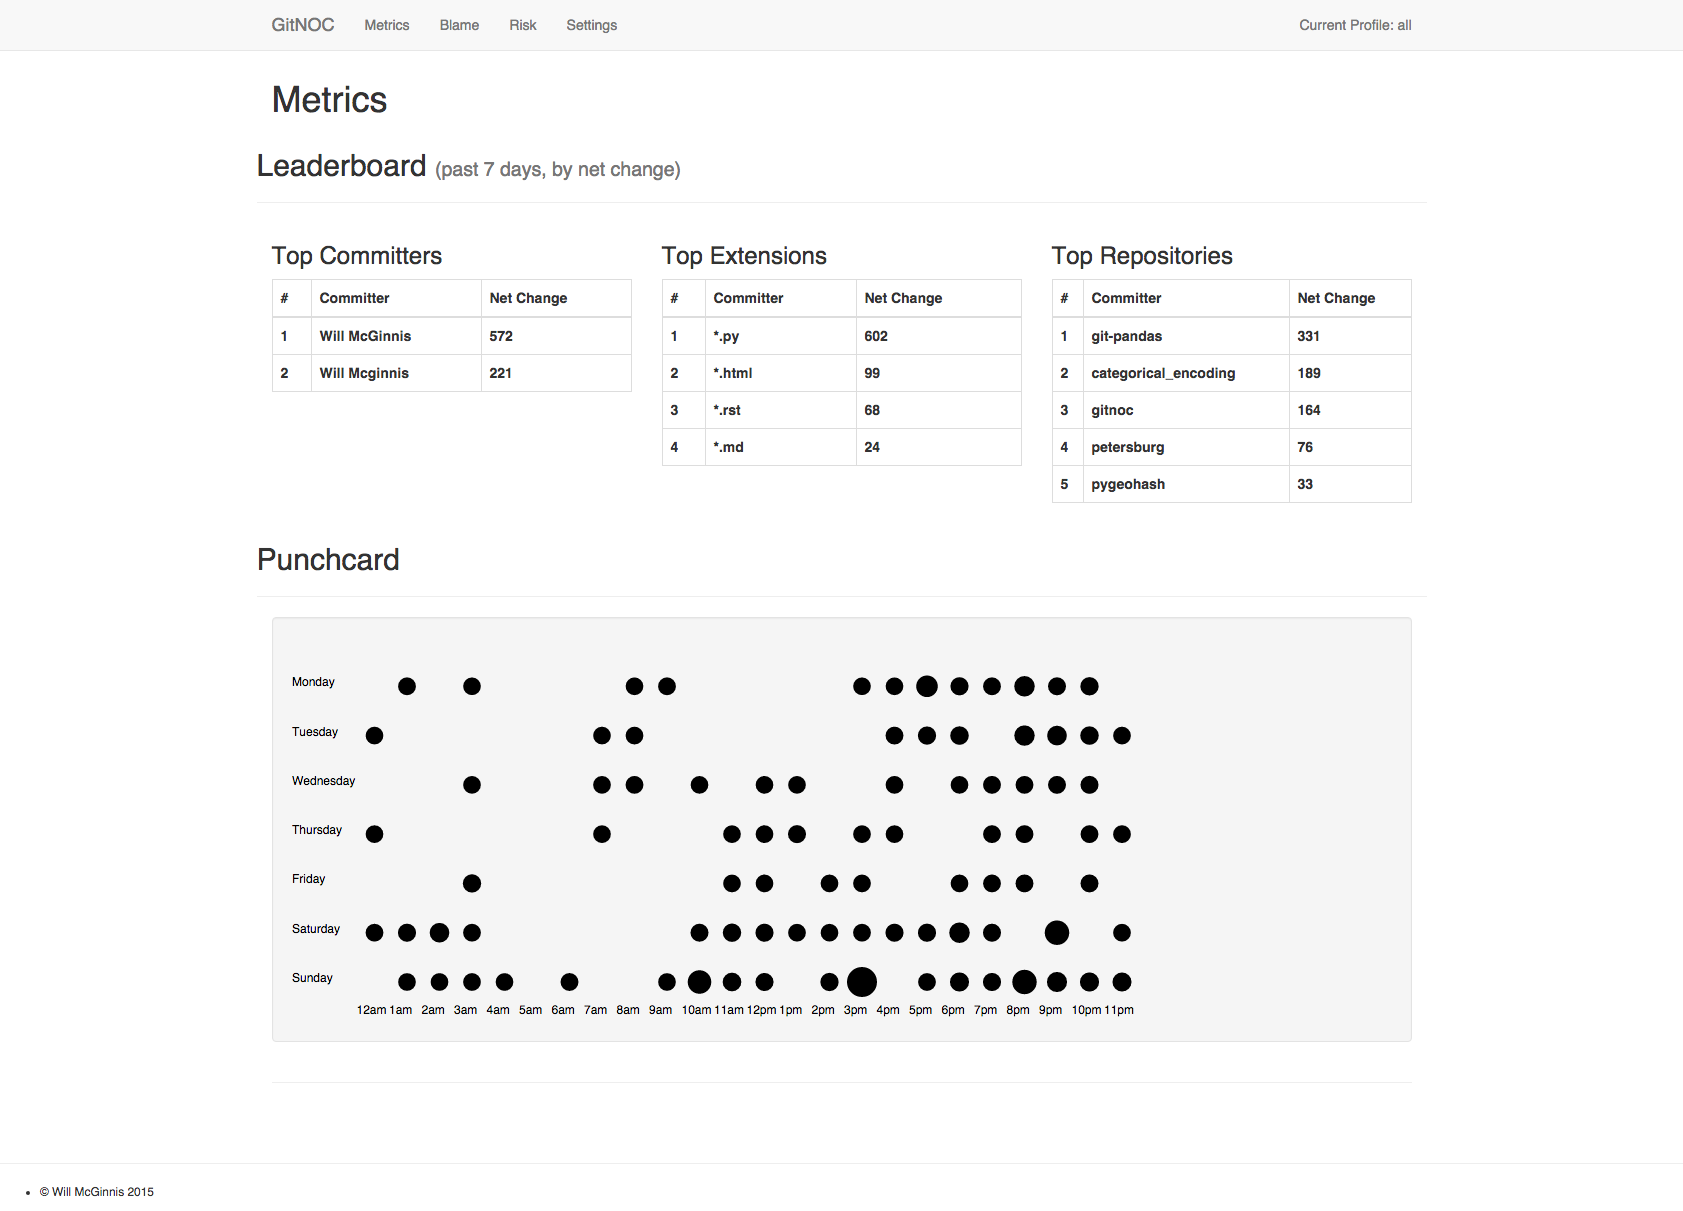 GitNOC Metrics Blame Risk Settings Current Profile: all
Metrics
Leaderboard (past 7 days, by net change)
Top Committers
# Committer Net Change
1 Will McGinnis 572
2 Will Mcginnis 221
Top Extensions
# Committer Net Change
1 *.py 602
2 *.html 99
3 *.rst 68
4 *.md 24
Top Repositories
# Committer Net Change
1 git-pandas 331
2 categorical_encoding 189
3 gitnoc 164
4 petersburg 76
5 pygeohash 33
Punchcard
Monday
Tuesday
Wednesday
Thursday
Friday
Saturday
Sunday
12am 1am 2am 3am 4am 5am 6am 7am 8am 9am 10am 11am 12pm 1pm 2pm 3pm 4pm 5pm 6pm 7pm 8pm 9pm 10pm 11pm
• © Will McGinnis 2015